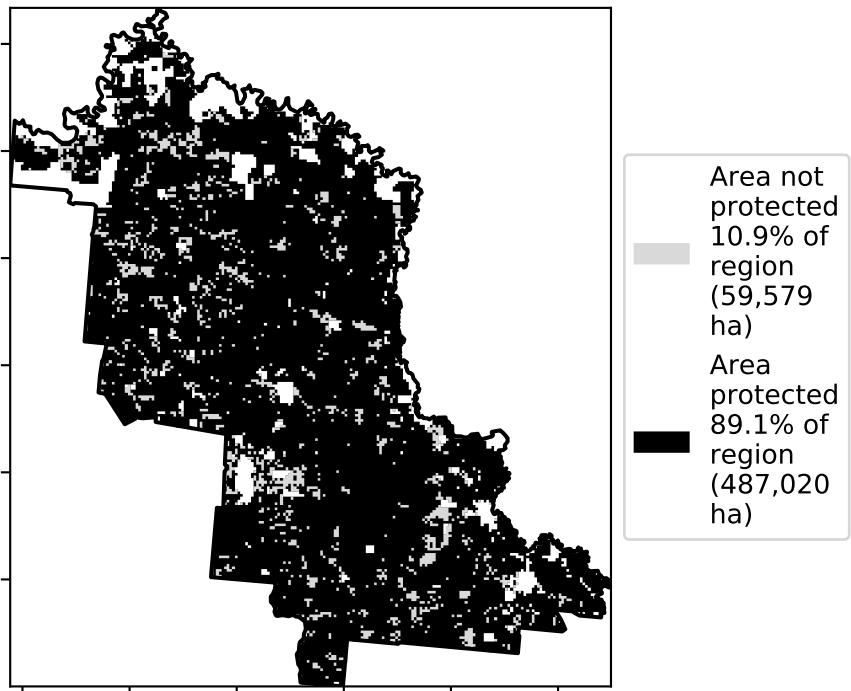 Area not
protected
10.9% of
region
(59,579
ha)
Area
protected
89.1% of
region
(487,020
ha)